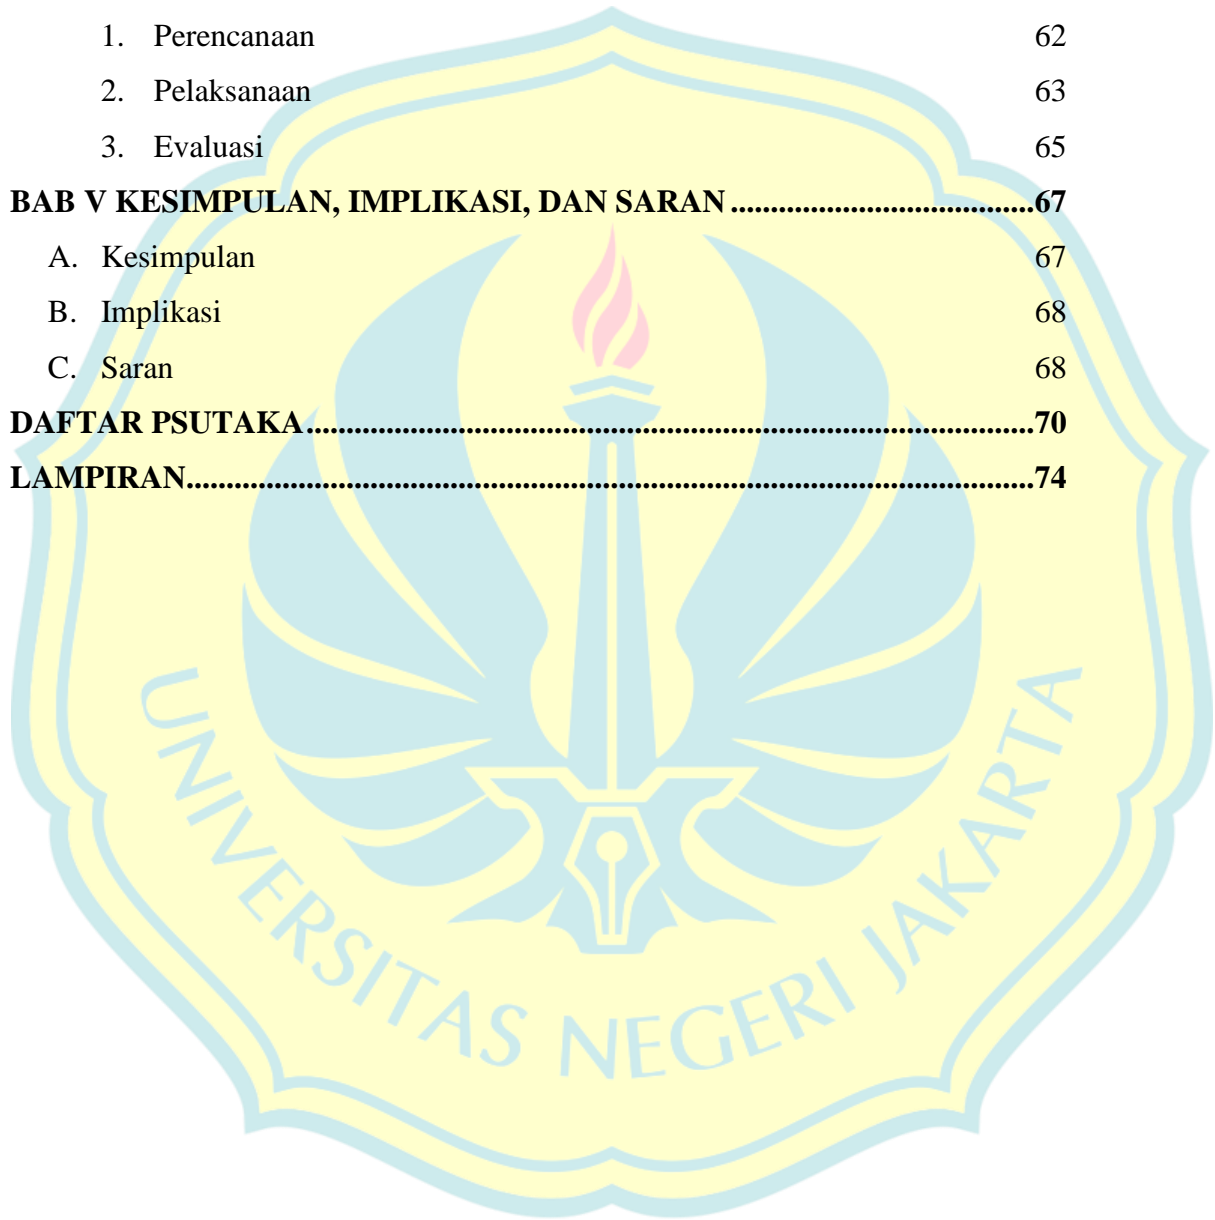 1. Perencanaan 62
2. Pelaksanaan 63
3. Evaluasi 65
BAB V KESIMPULAN, IMPLIKASI, DAN SARAN ......................................67
A. Kesimpulan 67
B. Implikasi 68
C. Saran 68
DAFTAR PSUTAKA ...........................................................................................70
LAMPIRAN..........................................................................................................74
UNIVERSITAS NEGERI JAKARTA